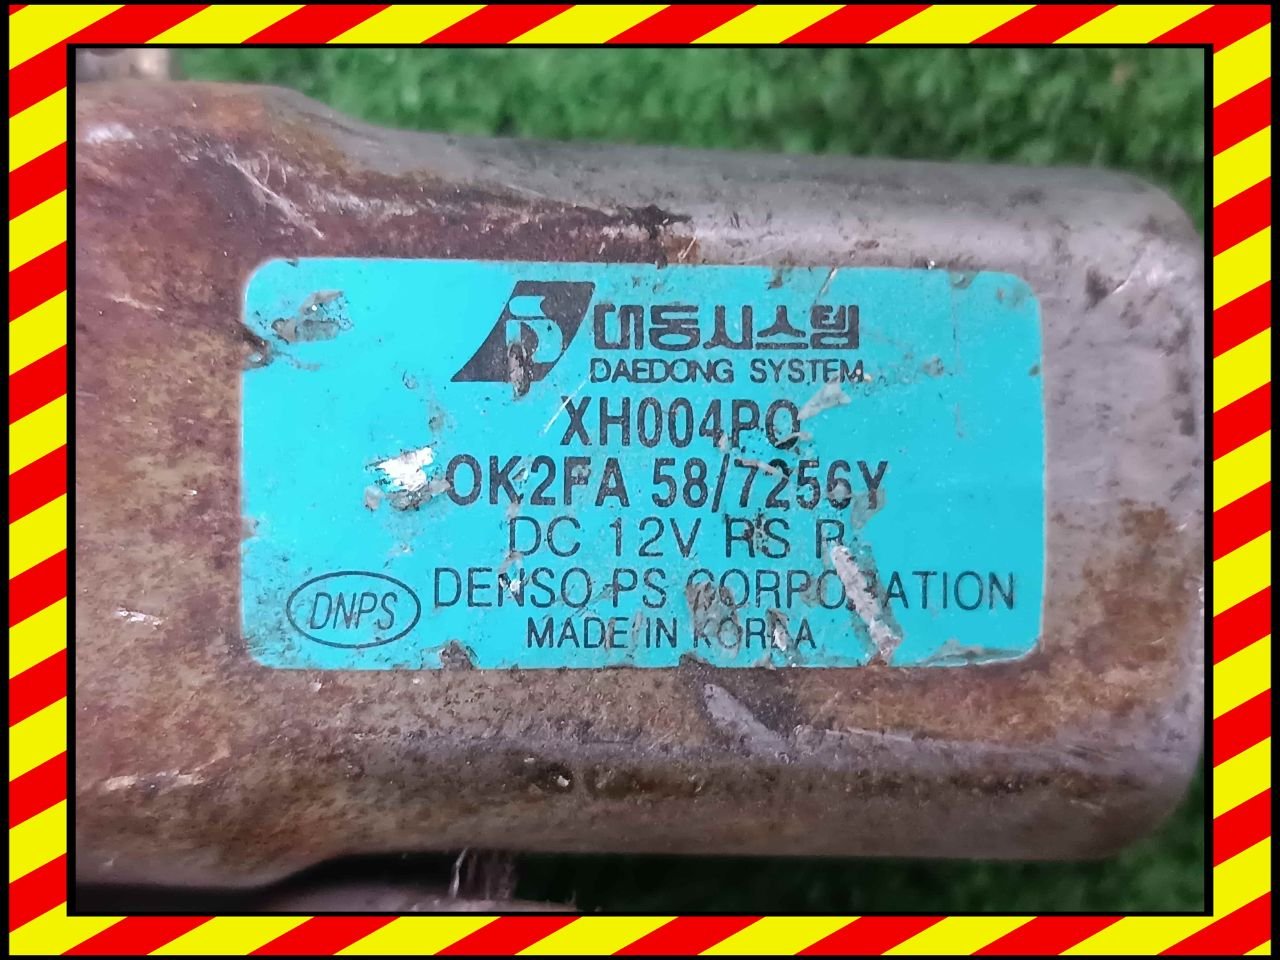 대동시스템
DAEDONG SYSTEM
XH004PQ
OK2FA 58/7256Y
DC 12V RS R
DENSO PS CORPORATION
DNPS MADE IN KOREA